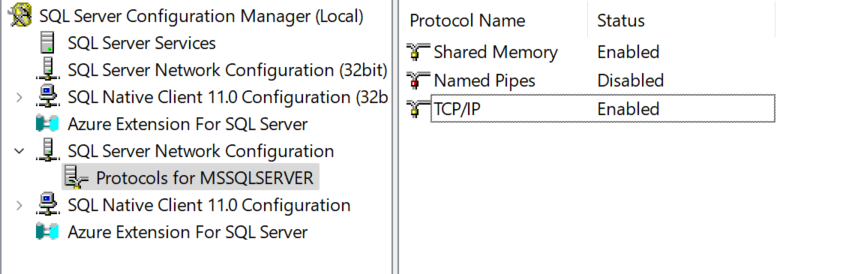 SQL Server Configuration Manager (Local)
SQL Server Services
SQL Server Network Configuration (32bit)
SQL Native Client 11.0 Configuration (32b
Azure Extension For SQL Server
SQL Server Network Configuration
Protocols for MSSQLSERVER
SQL Native Client 11.0 Configuration
Azure Extension For SQL Server
Protocol Name Status
Shared Memory Enabled
Named Pipes Disabled
TCP/IP Enabled